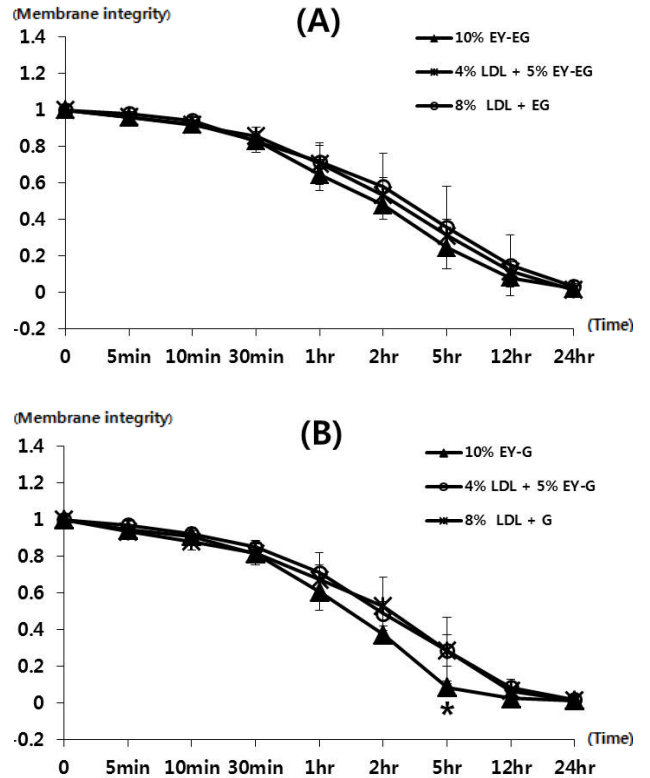 (Membrane integrity)
(A)
1.4
1.2
1
0.8
0.6
0.4
0.2
0
-0.2
10% EY-EG
4% LDL + 5% EY-EG
8% LDL + EG
(Time)
0 5min 10min 30min 1hr 2hr 5hr 12hr 24hr
(Membrane integrity)
(B)
1.4
1.2
1
0.8
0.6
0.4
0.2
0
-0.2
10% EY-G
4% LDL + 5% EY-G
8% LDL + G
*
(Time)
0 5min 10min 30min 1hr 2hr 5hr 12hr 24hr